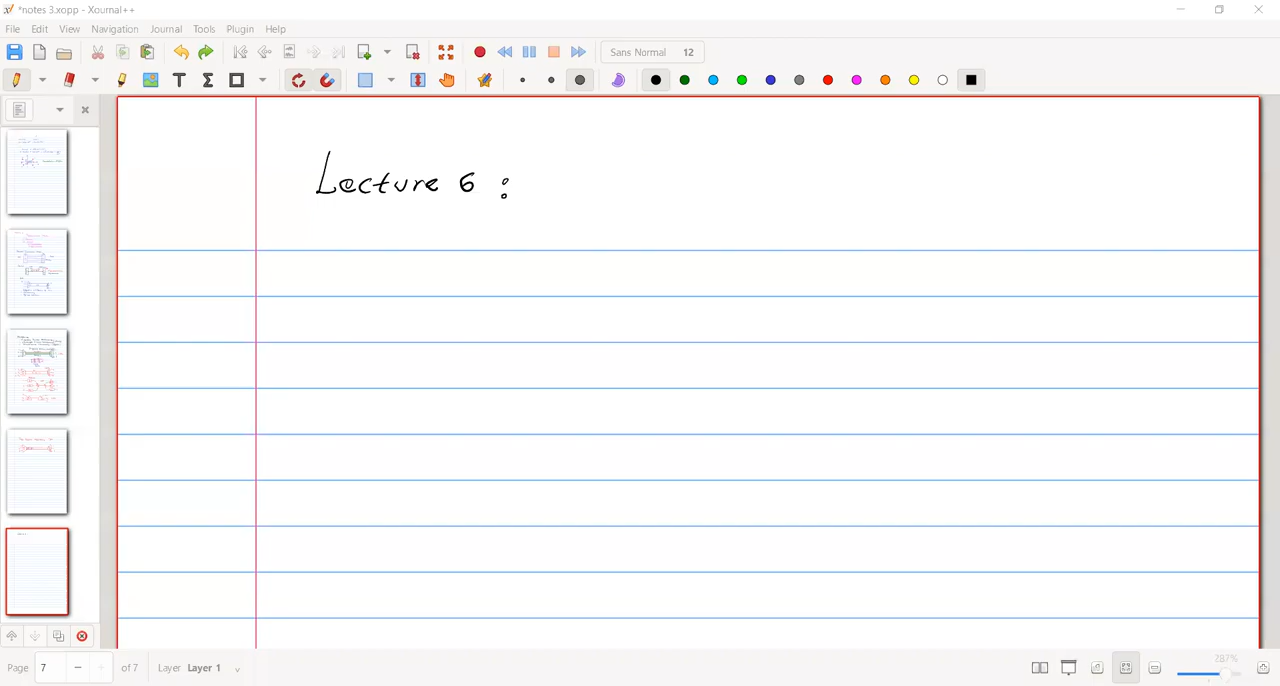 *notes 3.xopp - Xournal++
File Edit View Navigation Journal Tools Plugin Help
Sans Normal 12
Lecture 6 :
Page 7 of 7 Layer Layer 1 287%